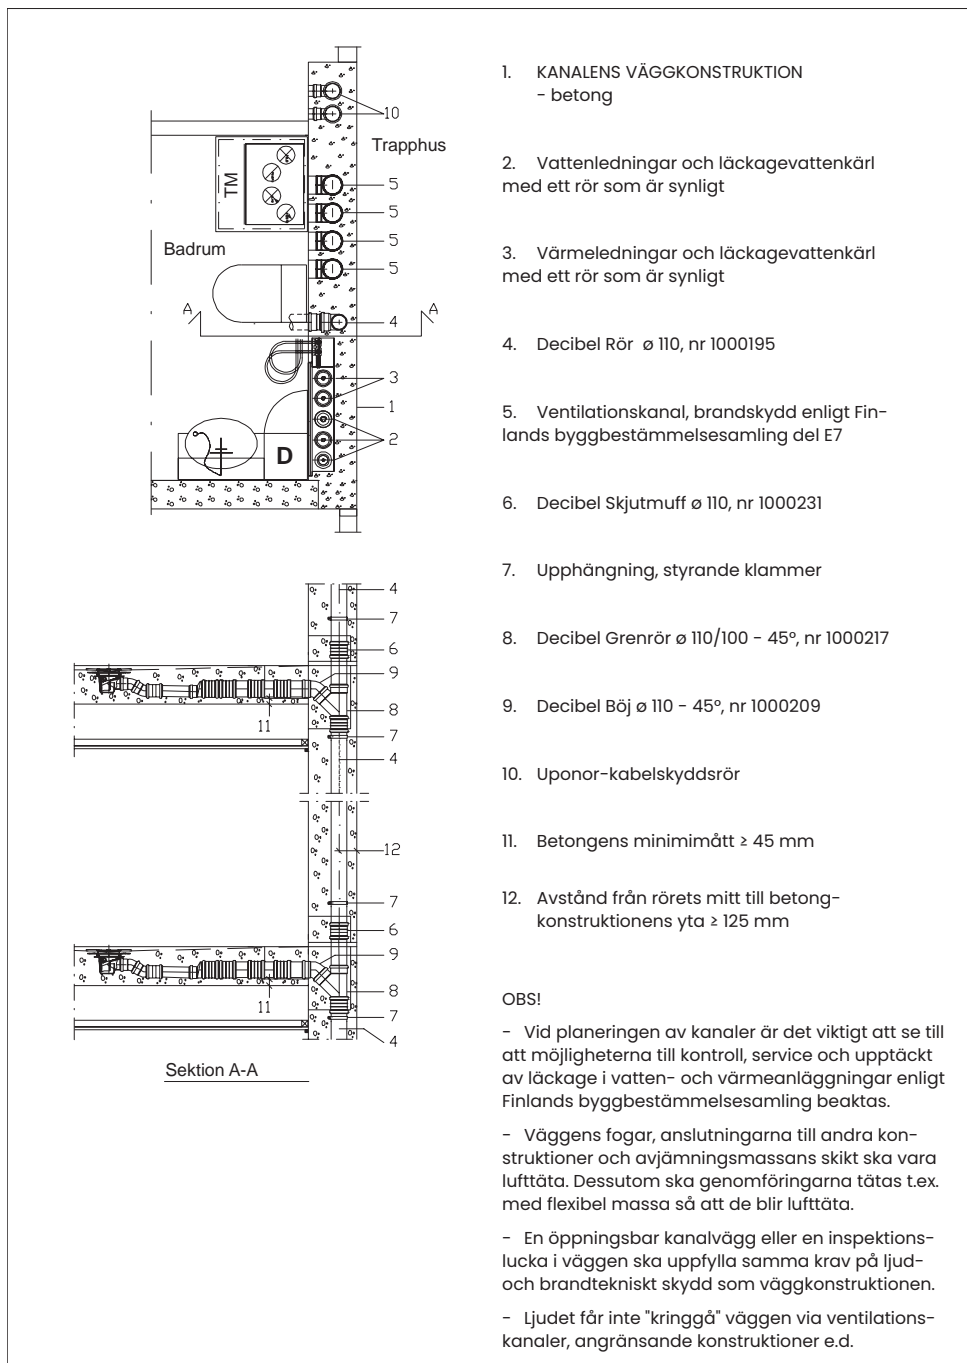 10
Trapphus
TM
5
5
5
5
Badrum
A
A
4
3
1
2
D
4
7
6
9
8
11
7
4
12
7
6
9
8
11
7
4
Sektion A-A
1. KANALENS VÄGGKONSTRUKTION
- betong
2. Vattenledningar och läckagevattenkärl
med ett rör som är synligt
3. Värmeledningar och läckagevattenkärl
med ett rör som är synligt
4. Decibel Rör ø 110, nr 1000195
5. Ventilationskanal, brandskydd enligt Fin-
lands byggbestämmelsesamling del E7
6. Decibel Skjutmuff ø 110, nr 1000231
7. Upphängning, styrande klammer
8. Decibel Grenrör ø 110/100 - 45°, nr 1000217
9. Decibel Böj ø 110 - 45°, nr 1000209
10. Uponor-kabelskyddsrör
11. Betongens minimimått ≥ 45 mm
12. Avstånd från rörets mitt till betong-
konstruktionens yta ≥ 125 mm
OBS!
- Vid planeringen av kanaler är det viktigt att se till
att möjligheterna till kontroll, service och upptäckt
av läckage i vatten- och värmeanläggningar enligt
Finlands byggbestämmelsesamling beaktas.
- Väggens fogar, anslutningarna till andra kon-
struktioner och avjämningsmassans skikt ska vara
lufttäta. Dessutom ska genomföringarna tätas t.ex.
med flexibel massa så att de blir lufttäta.
- En öppningsbar kanalvägg eller en inspektions-
lucka i väggen ska uppfylla samma krav på ljud-
och brandtekniskt skydd som väggkonstruktionen.
- Ljudet får inte "kringgå" väggen via ventilations-
kanaler, angränsande konstruktioner e.d.